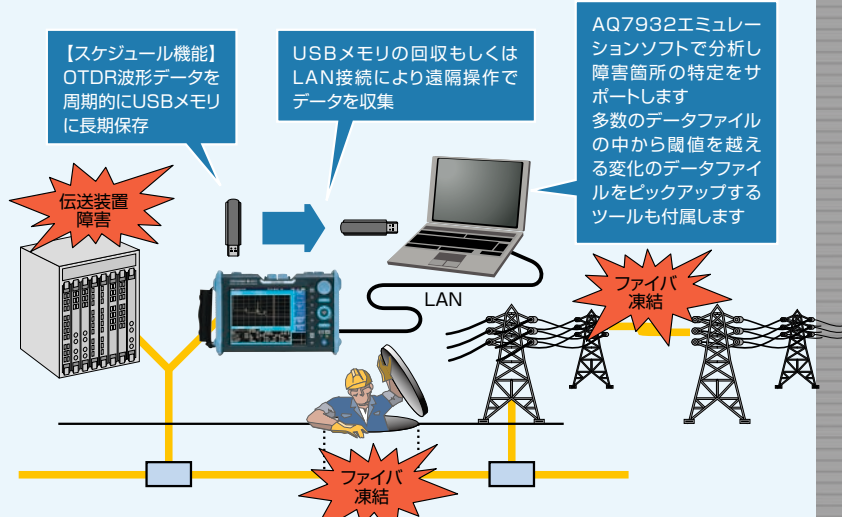 【スケジュール機能】
OTDR波形データを
周期的にUSBメモリ
に長期保存
USBメモリの回収もしくは
LAN接続により遠隔操作で
データを収集
AQ7932エミュレー
ションソフトで分析し
障害箇所の特定をサ
ポートします
多数のデータファイル
の中から閾値を越え
る変化のデータファイ
ルをピックアップする
ツールも付属します
伝送装置
障害
LAN
ファイバ
凍結
ファイバ
凍結